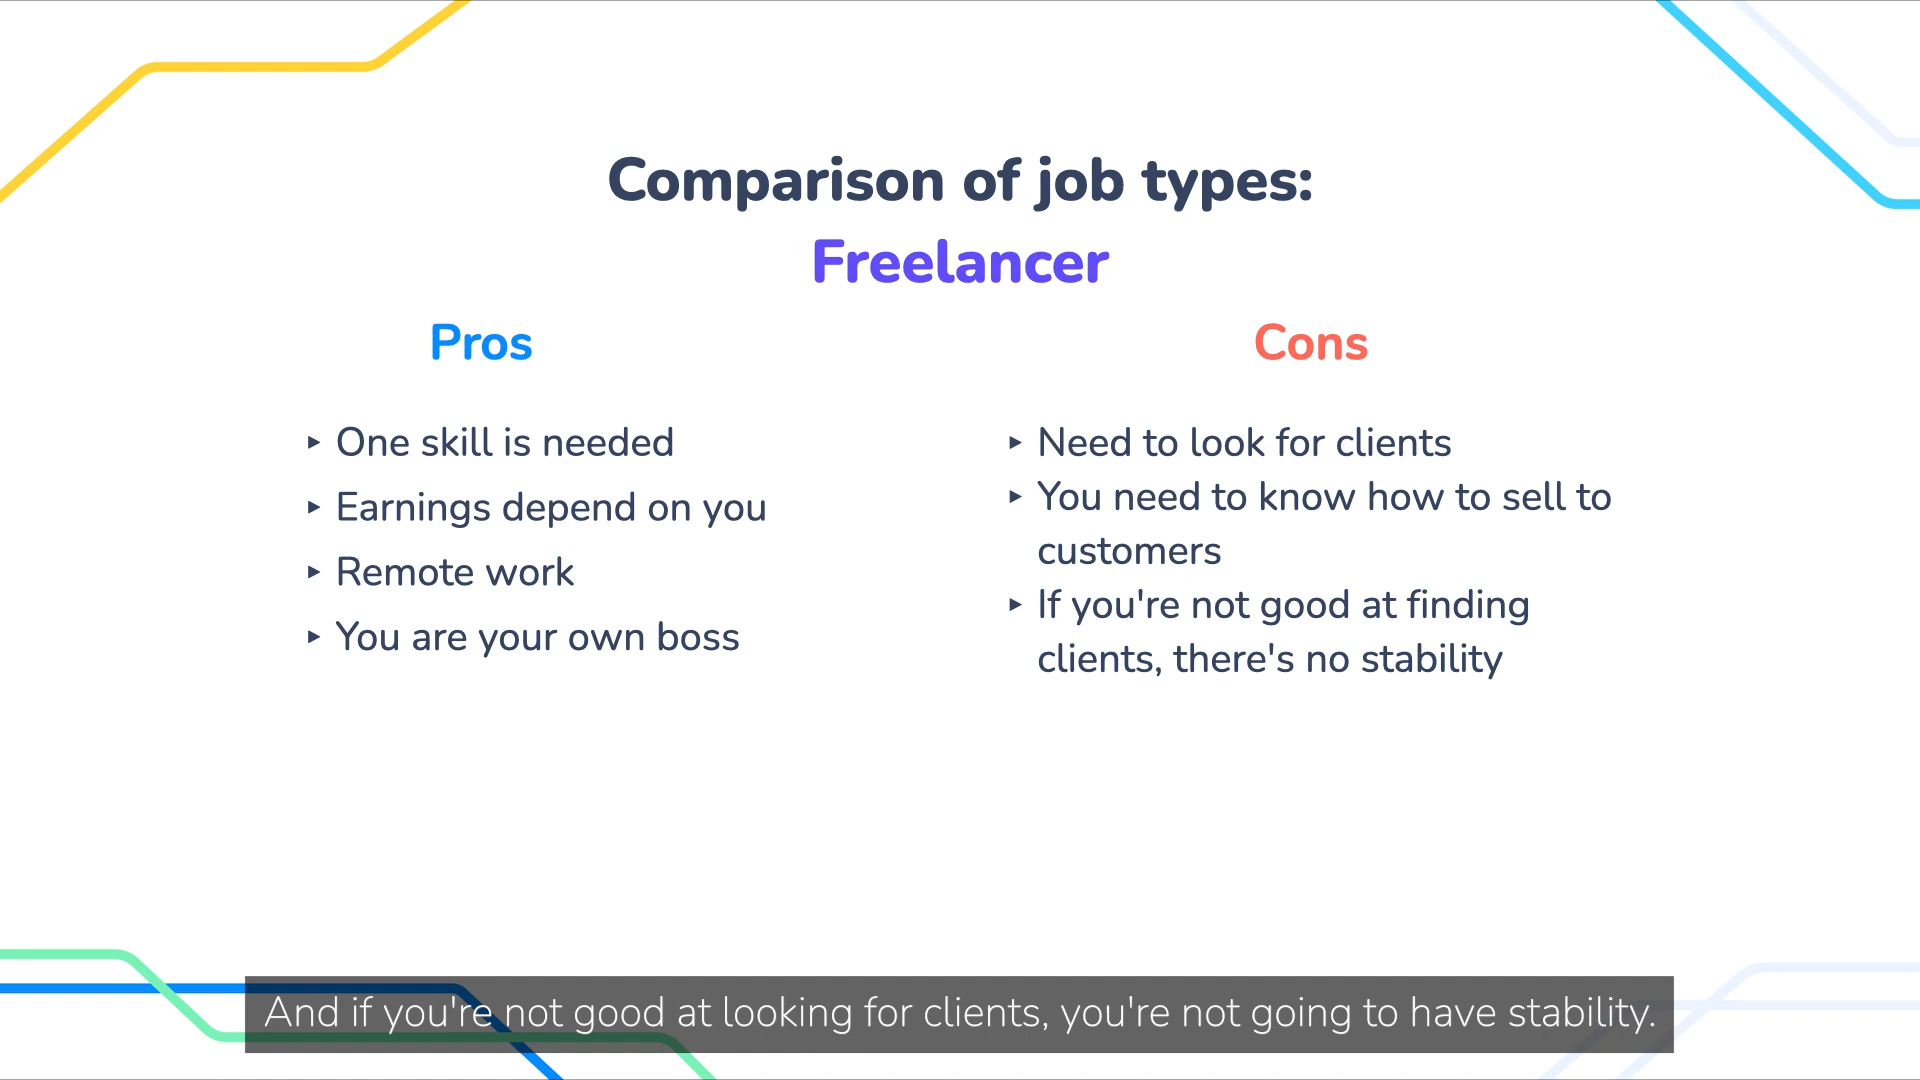 Comparison of job types:
Freelancer
Pros
▸ One skill is needed
▸ Earnings depend on you
▸ Remote work
▸ You are your own boss
Cons
▸ Need to look for clients
▸ You need to know how to sell to
customers
▸ If you're not good at finding
clients, there's no stability
And if you're not good at looking for clients, you're not going to have stability.